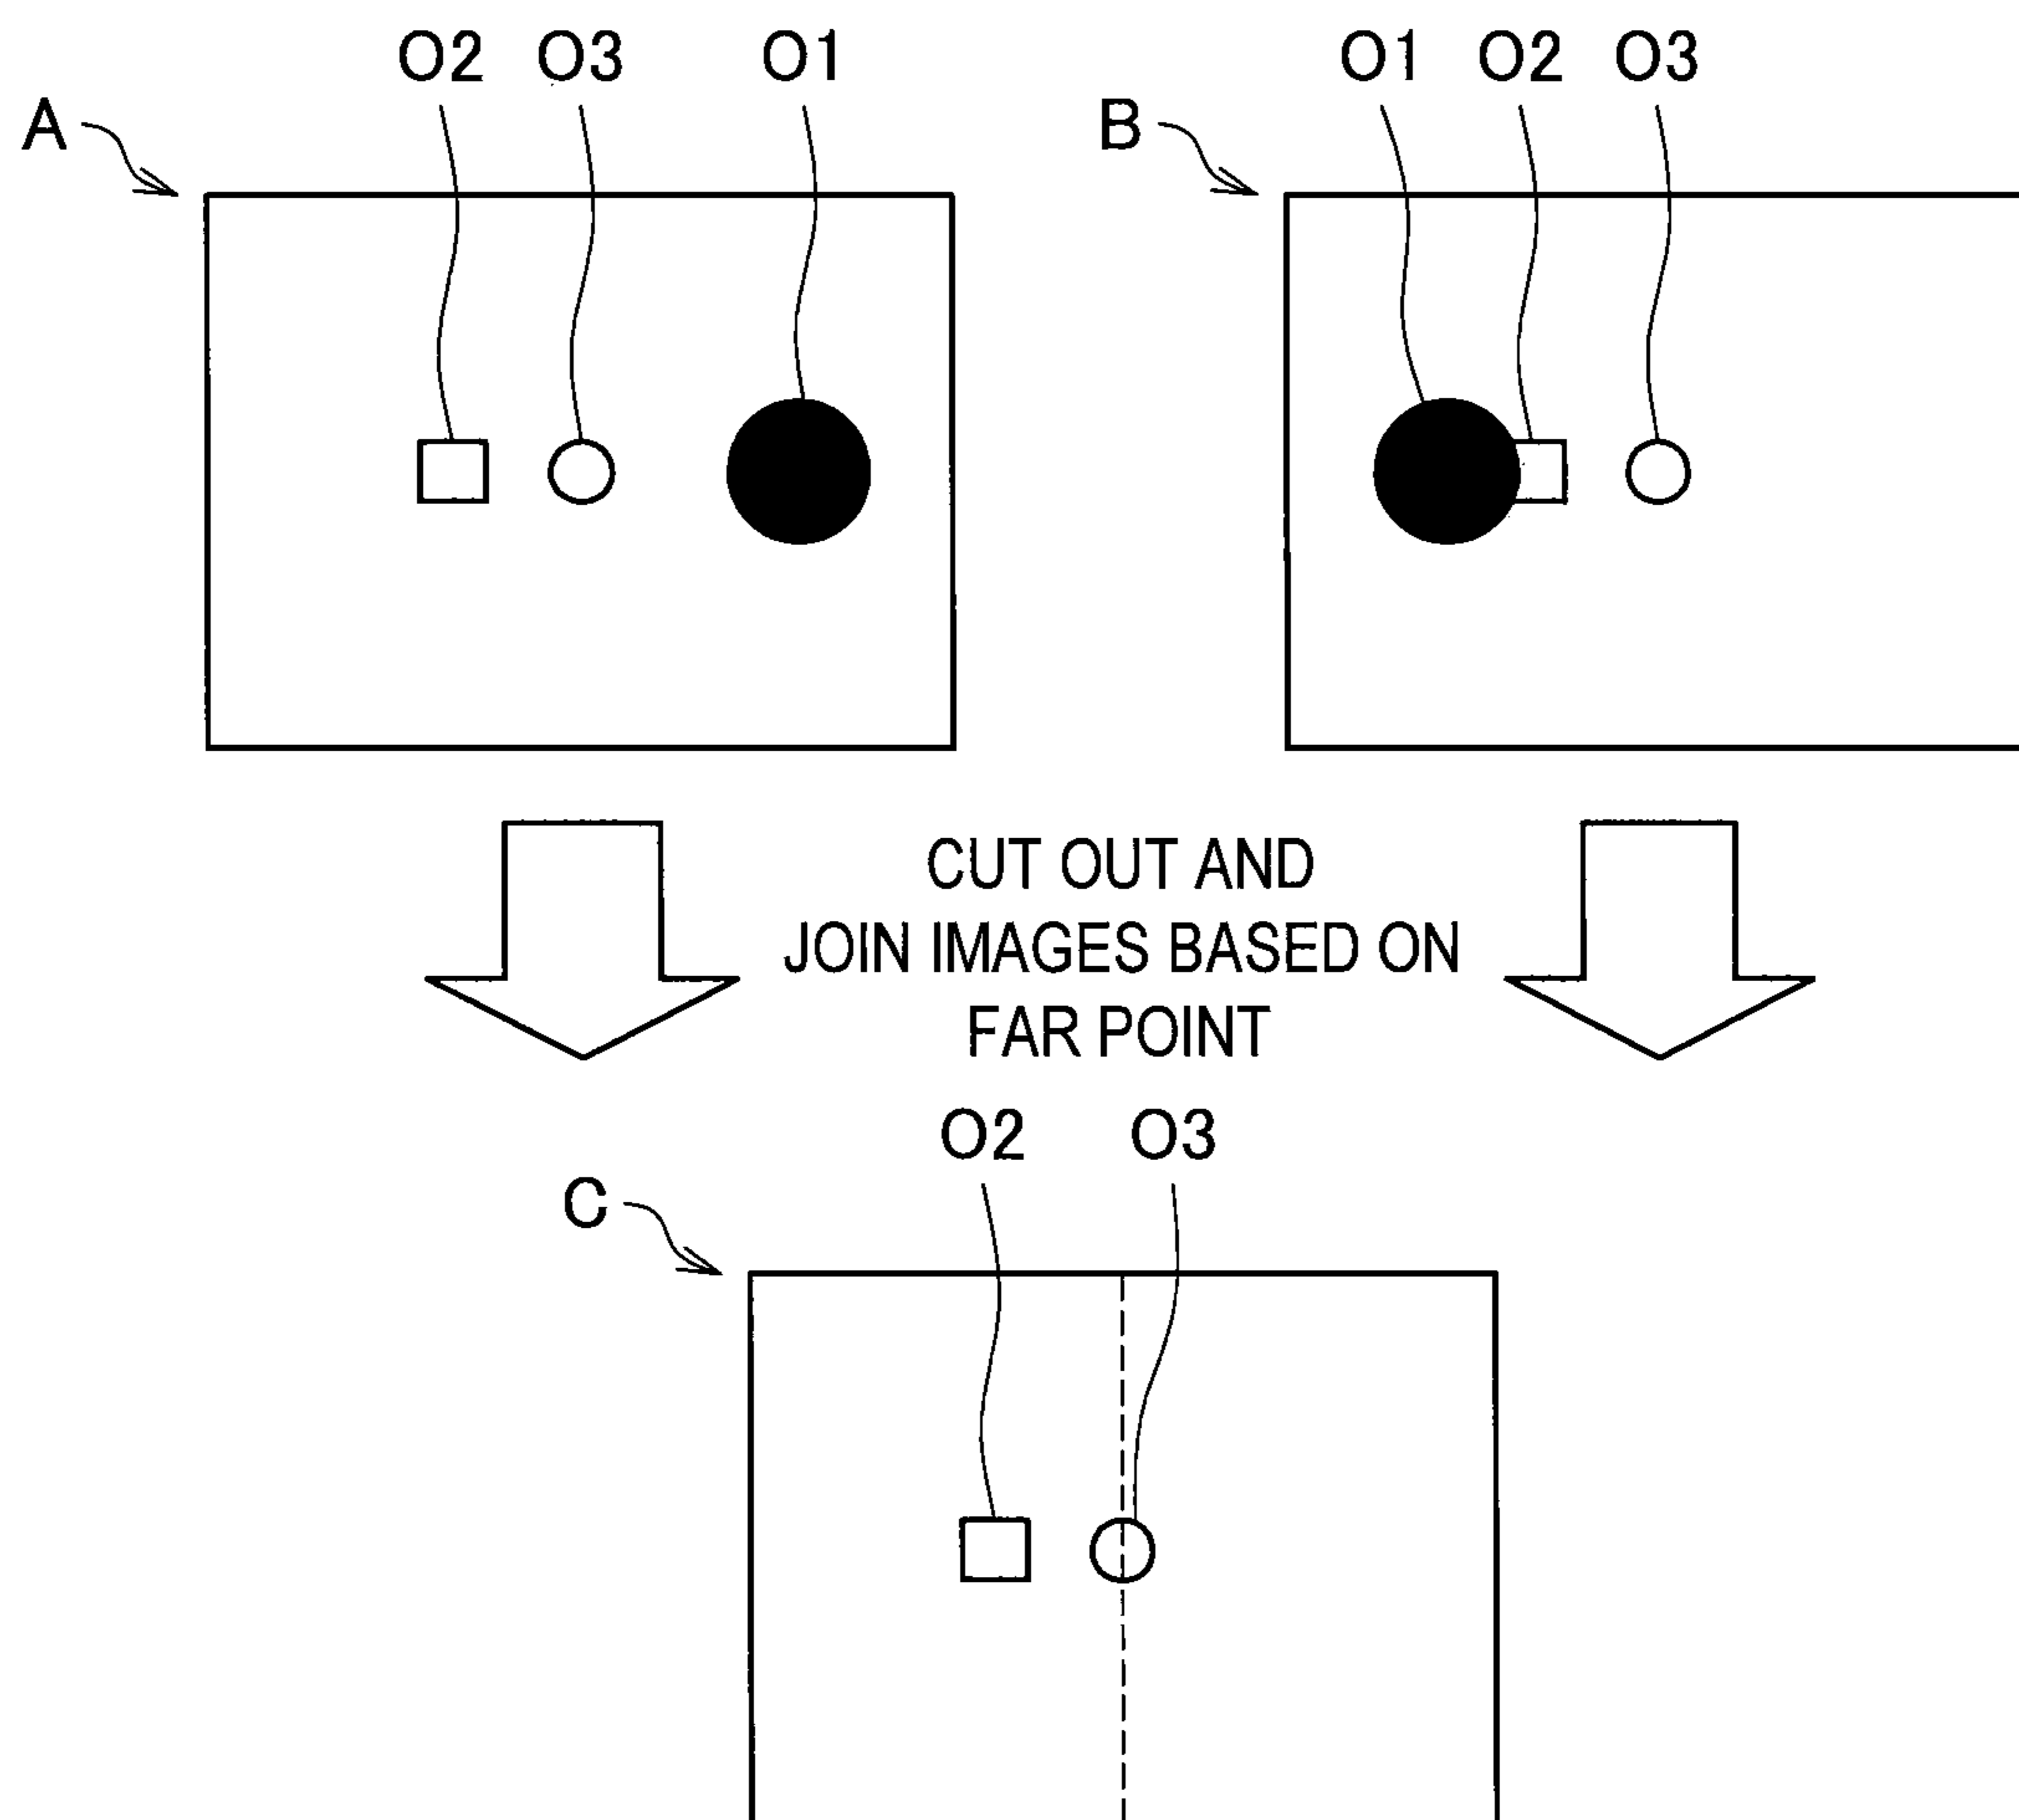 O2 O3 O1
O1 O2 O3
A
B
CUT OUT AND
JOIN IMAGES BASED ON
FAR POINT
O2 O3
C